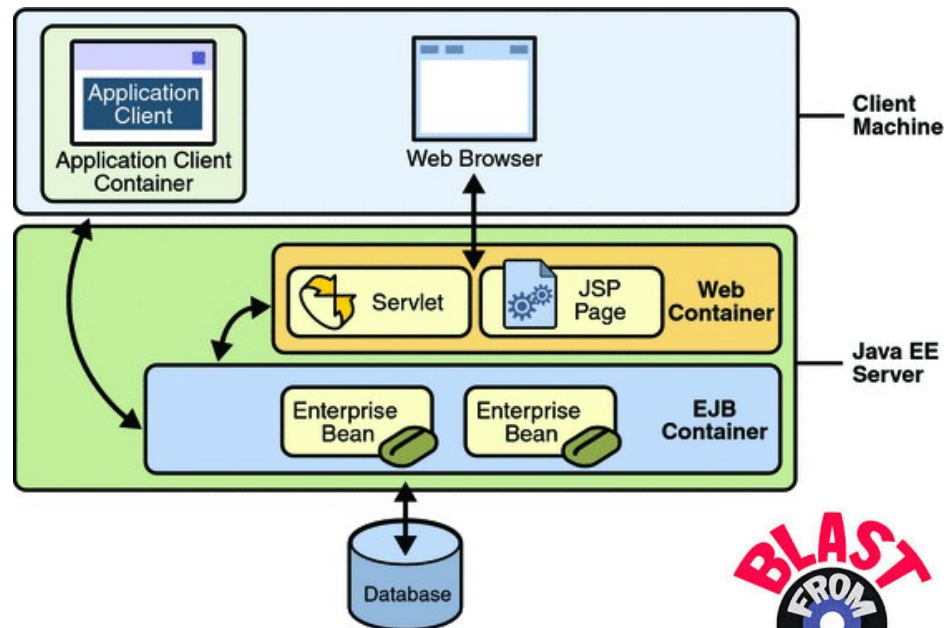 Application
Client
Application Client
Container
Web Browser
Client
Machine
Servlet
JSP
Page
Web
Container
Java EE
Server
Enterprise
Bean
Enterprise
Bean
EJB
Container
Database
BLAST
FROM